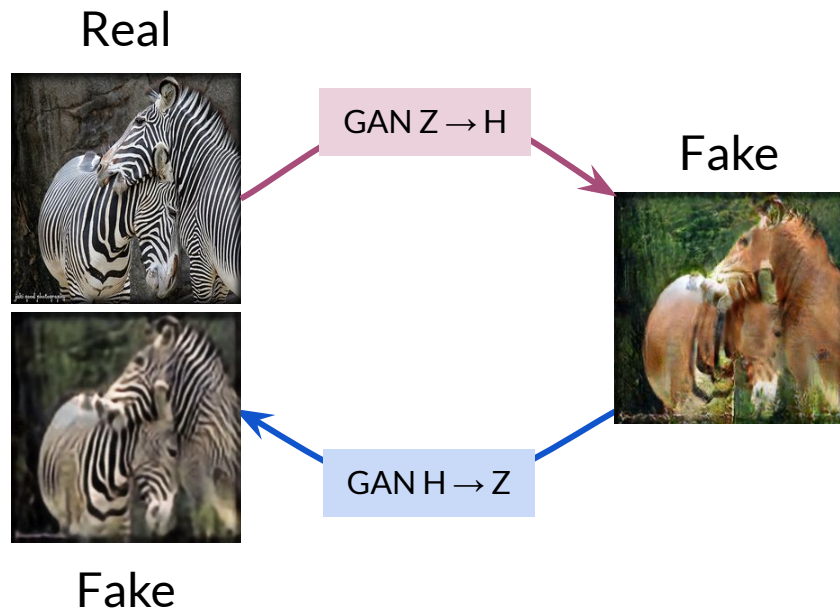 Real
GAN Z → H
Fake
GAN H → Z
Fake